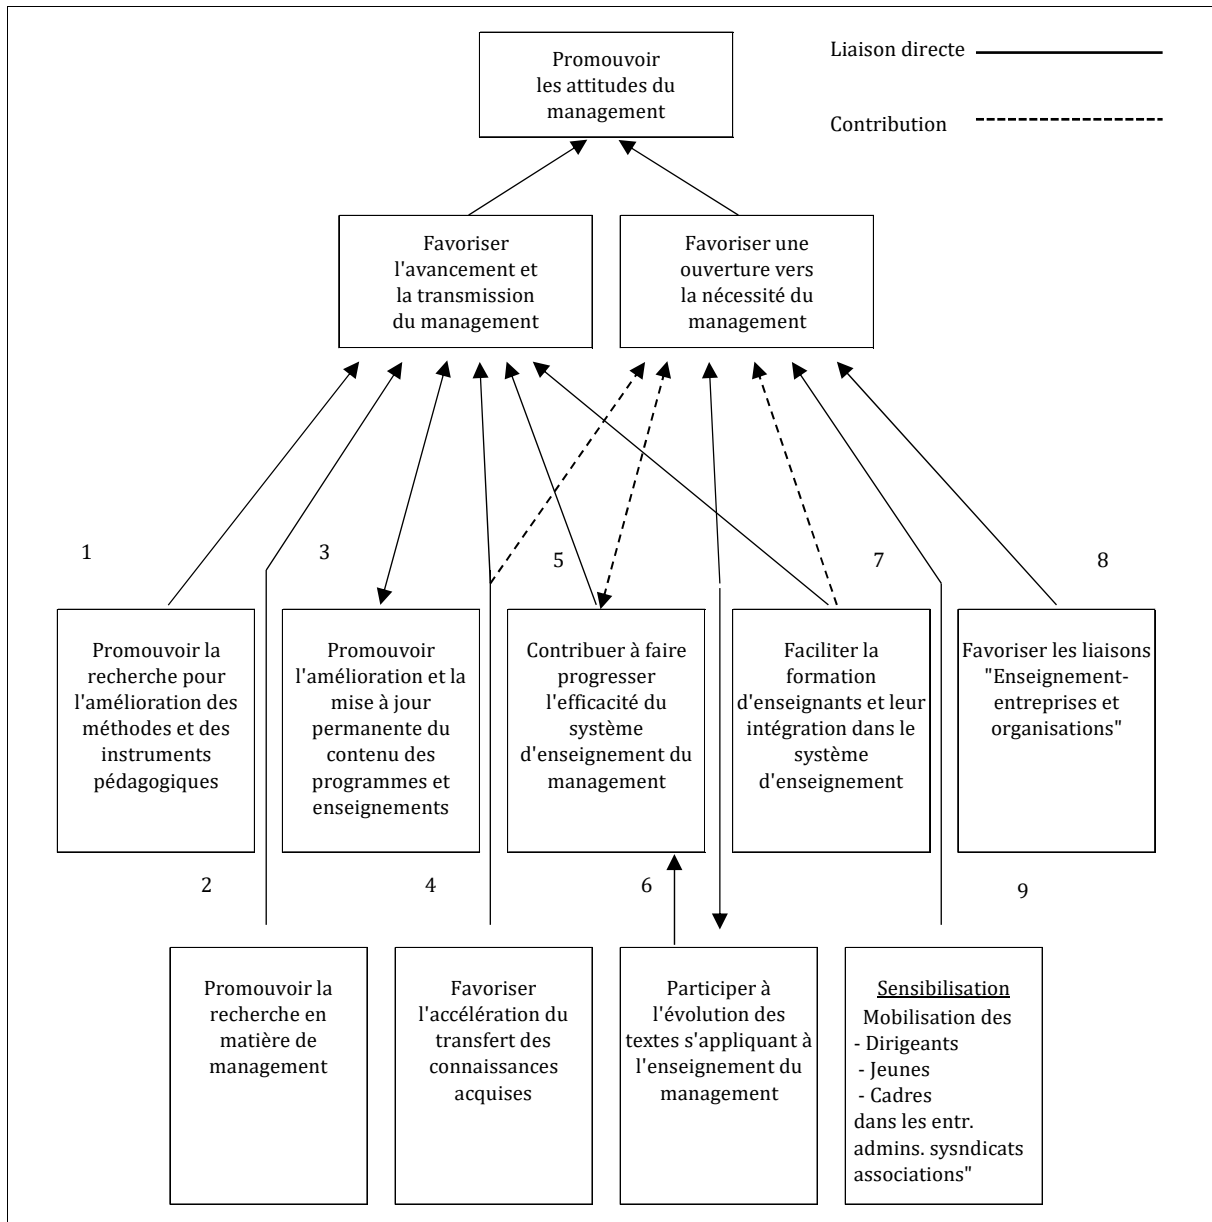 Promouvoir
les attitudes du
management
Liaison directe
Contribution
Favoriser
l'avancement et
la transmission
du management
Favoriser une
ouverture vers
la nécessité du
management
1
3
5
7
8
Promouvoir la
recherche pour
l'amélioration des
méthodes et des
instruments
pédagogiques
Promouvoir
l'amélioration et la
mise à jour
permanente du
contenu des
programmes et
enseignements
Contribuer à faire
progresser
l'efficacité du
système
d'enseignement du
management
Faciliter la
formation
d'enseignants et leur
intégration dans le
système
d'enseignement
Favoriser les liaisons
"Enseignement-
entreprises et
organisations"
2
4
6
9
Promouvoir la
recherche en
matière de
management
Favoriser
l'accélération du
transfert des
connaissances
acquises
Participer à
l'évolution des
textes s'appliquant à
l'enseignement du
management
Sensibilisation
Mobilisation des
- Dirigeants
- Jeunes
- Cadres
dans les entr.
admins. sysndicats
associations"